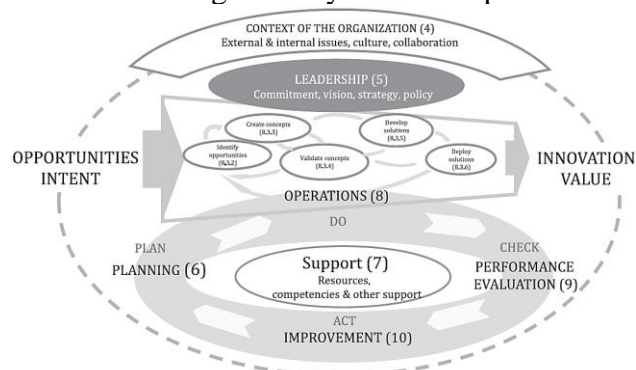 CONTEXT OF THE ORGANIZATION (4)
External & internal issues, culture, collaboration
LEADERSHIP (5)
Commitment, vision, strategy, policy
Create concepts
(8.3.3)
Develop
solutions
(8.3.5)
Identify
opportunities
(8.3.2)
Validate concepts
(8.3.4)
Deploy
solutions
(8.3.6)
OPPORTUNITIES
INTENT
INNOVATION
VALUE
OPERATIONS (8)
DO
PLAN
PLANNING (6)
CHECK
PERFORMANCE
EVALUATION (9)
Support (7)
Resources,
competencies & other support
ACT
IMPROVEMENT (10)